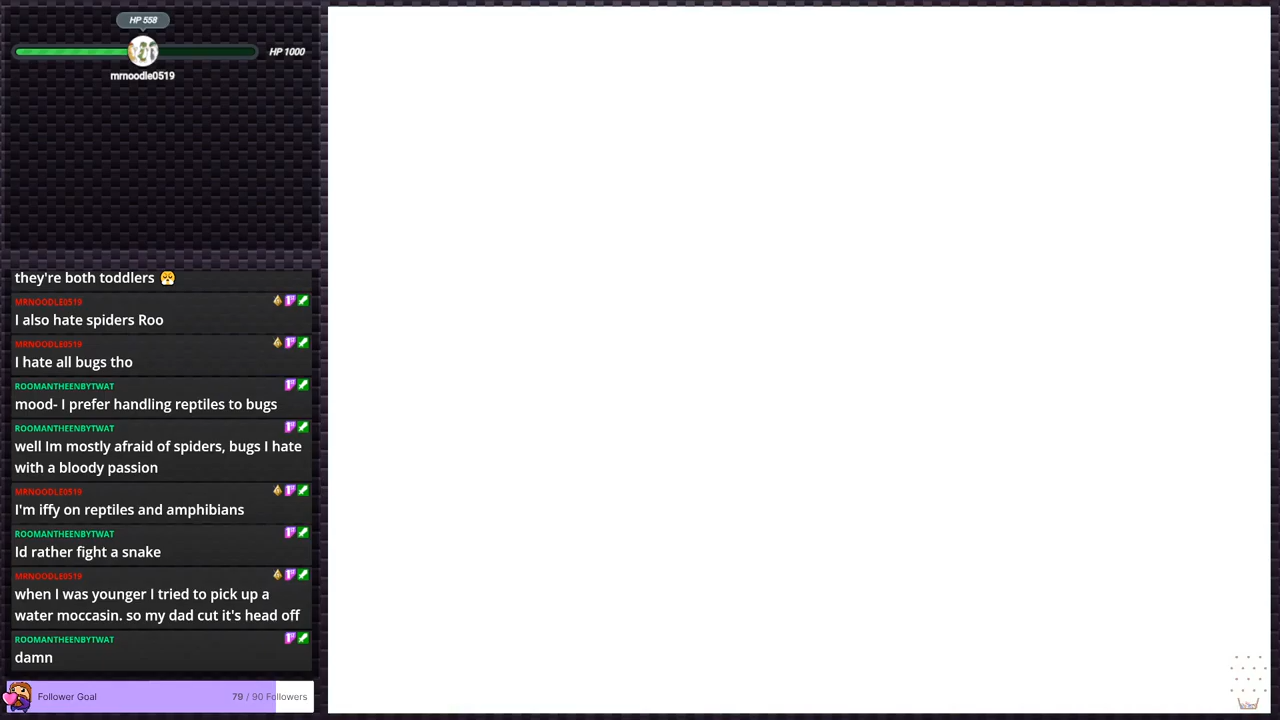 HP 558
HP 1000
mrnoodle0519
they're both toddlers 😤
MRNOODLE0519
I also hate spiders Roo
MRNOODLE0519
I hate all bugs tho
ROOMANTHEENBYTWAT
mood- I prefer handling reptiles to bugs
ROOMANTHEENBYTWAT
well Im mostly afraid of spiders, bugs I hate
with a bloody passion
MRNOODLE0519
I'm iffy on reptiles and amphibians
ROOMANTHEENBYTWAT
Id rather fight a snake
MRNOODLE0519
when I was younger I tried to pick up a
water moccasin. so my dad cut it's head off
ROOMANTHEENBYTWAT
damn
Follower Goal 79 / 90 Followers